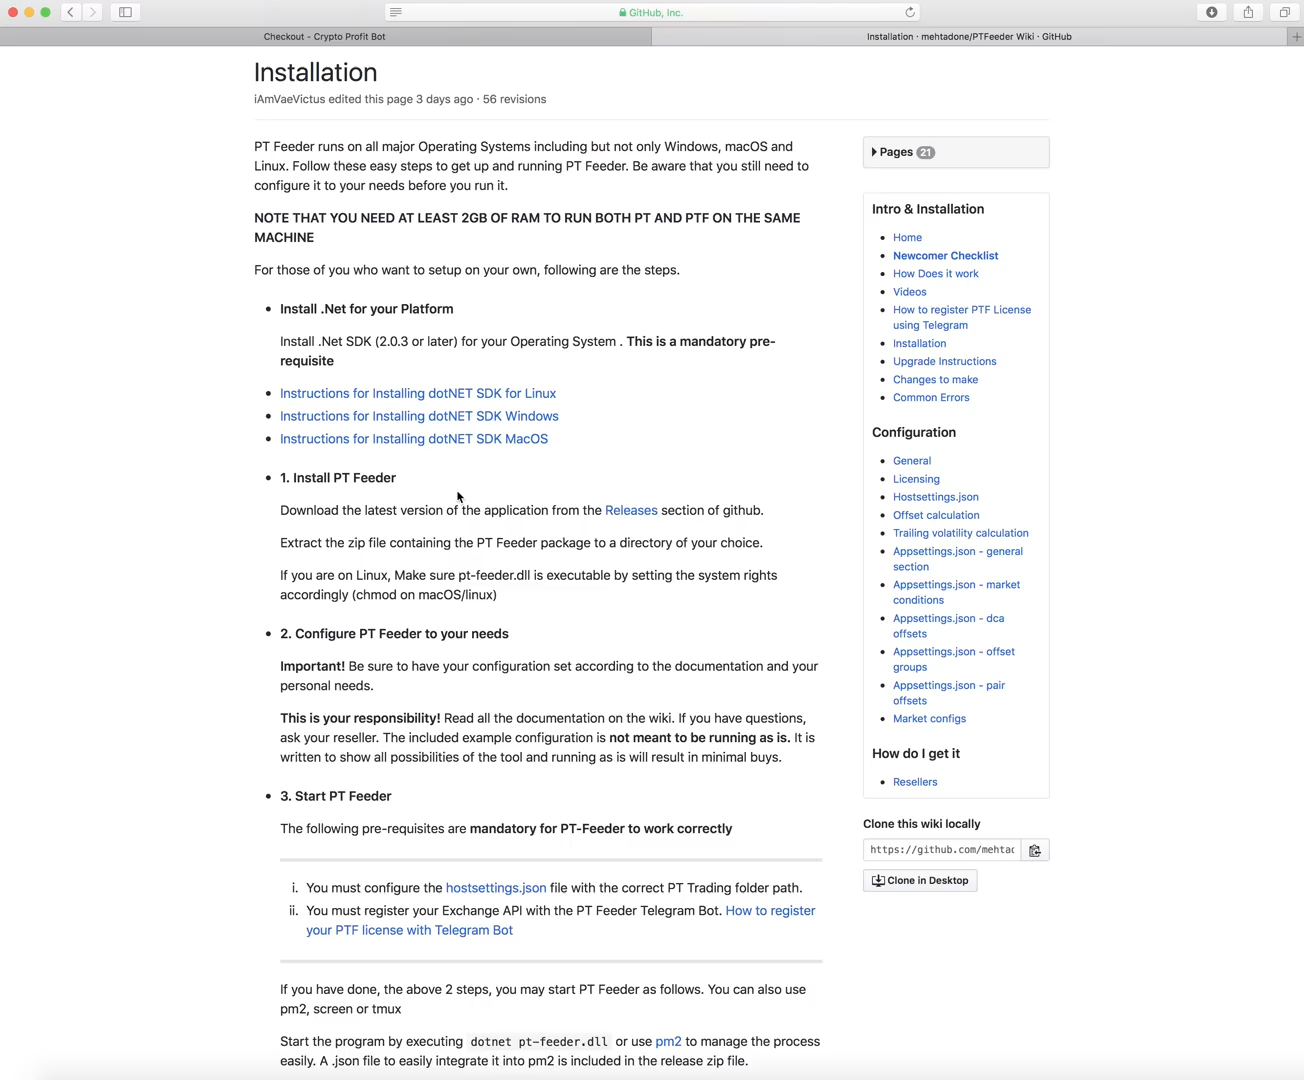 GitHub, Inc.
Checkout - Crypto Profit Bot
Installation · mehtadone/PTFeeder Wiki · GitHub
Installation
iAmVaeVictus edited this page 3 days ago · 56 revisions
PT Feeder runs on all major Operating Systems including but not only Windows, macOS and
Linux. Follow these easy steps to get up and running PT Feeder. Be aware that you still need to
configure it to your needs before you run it.
NOTE THAT YOU NEED AT LEAST 2GB OF RAM TO RUN BOTH PT AND PTF ON THE SAME
MACHINE
For those of you who want to setup on your own, following are the steps.
• Install .Net for your Platform
Install .Net SDK (2.0.3 or later) for your Operating System . This is a mandatory pre-
requisite
• Instructions for Installing dotNET SDK for Linux
• Instructions for Installing dotNET SDK Windows
• Instructions for Installing dotNET SDK MacOS
• 1. Install PT Feeder
Download the latest version of the application from the Releases section of github.
Extract the zip file containing the PT Feeder package to a directory of your choice.
If you are on Linux, Make sure pt-feeder.dll is executable by setting the system rights
accordingly (chmod on macOS/linux)
• 2. Configure PT Feeder to your needs
Important! Be sure to have your configuration set according to the documentation and your
personal needs.
This is your responsibility! Read all the documentation on the wiki. If you have questions,
ask your reseller. The included example configuration is not meant to be running as is. It is
written to show all possibilities of the tool and running as is will result in minimal buys.
• 3. Start PT Feeder
The following pre-requisites are mandatory for PT-Feeder to work correctly
i. You must configure the hostsettings.json file with the correct PT Trading folder path.
ii. You must register your Exchange API with the PT Feeder Telegram Bot. How to register
your PTF license with Telegram Bot
If you have done, the above 2 steps, you may start PT Feeder as follows. You can also use
pm2, screen or tmux
Start the program by executing dotnet pt-feeder.dll or use pm2 to manage the process
easily. A .json file to easily integrate it into pm2 is included in the release zip file.
Pages 21
Intro & Installation
• Home
• Newcomer Checklist
• How Does it work
• Videos
• How to register PTF License
using Telegram
• Installation
• Upgrade Instructions
• Changes to make
• Common Errors
Configuration
• General
• Licensing
• Hostsettings.json
• Offset calculation
• Trailing volatility calculation
• Appsettings.json - general
section
• Appsettings.json - market
conditions
• Appsettings.json - dca
offsets
• Appsettings.json - offset
groups
• Appsettings.json - pair
offsets
• Market configs
How do I get it
• Resellers
Clone this wiki locally
https://github.com/mehtad
Clone in Desktop